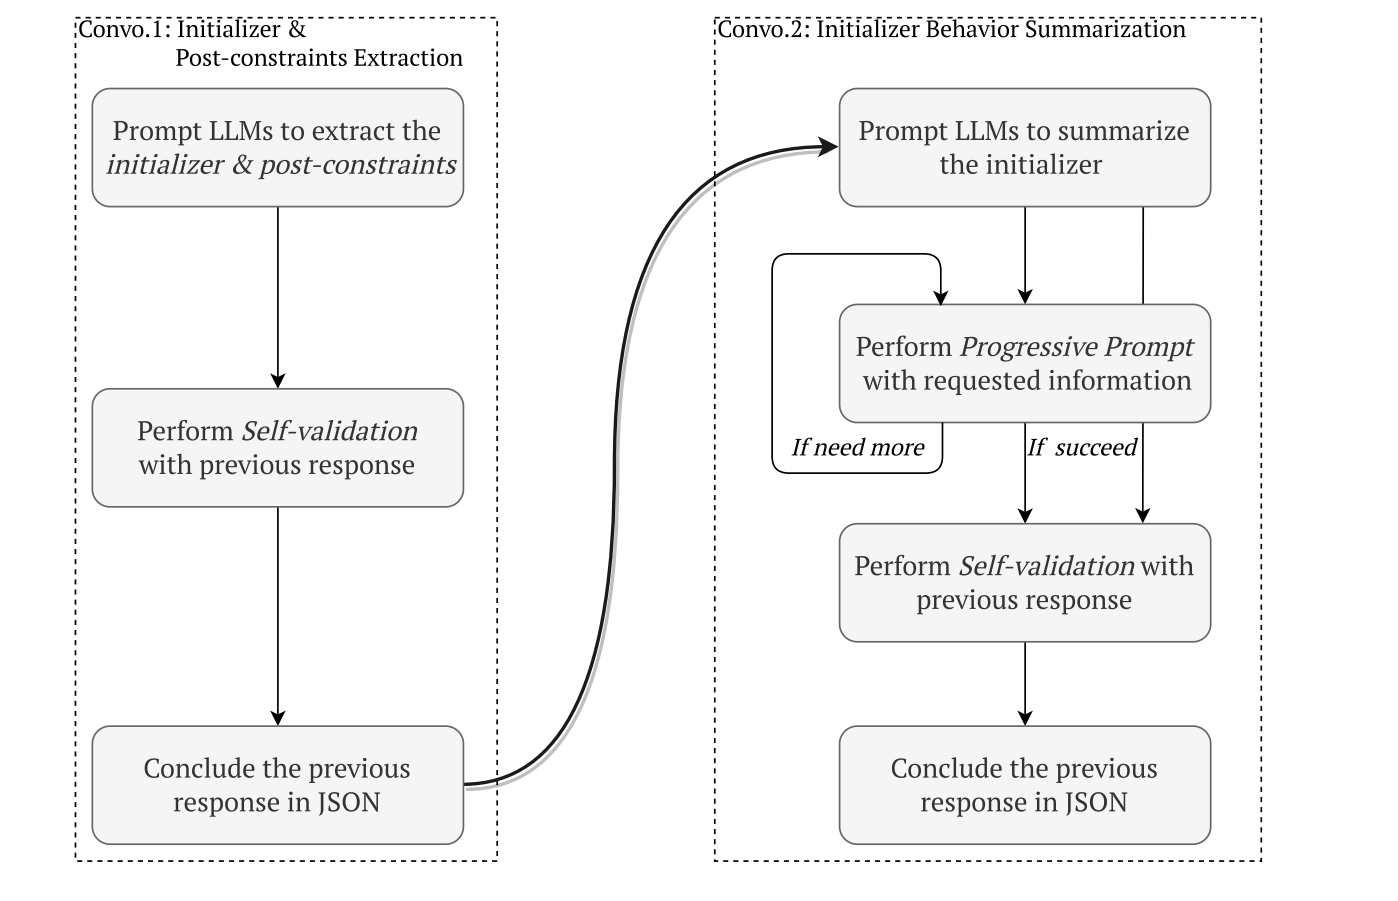 Convo.1: Initializer &
Post-constraints Extraction
Prompt LLMs to extract the
initializer & post-constraints
Perform Self-validation
with previous response
Conclude the previous
response in JSON
Convo.2: Initializer Behavior Summarization
Prompt LLMs to summarize
the initializer
Perform Progressive Prompt
with requested information
If need more
If succeed
Perform Self-validation with
previous response
Conclude the previous
response in JSON